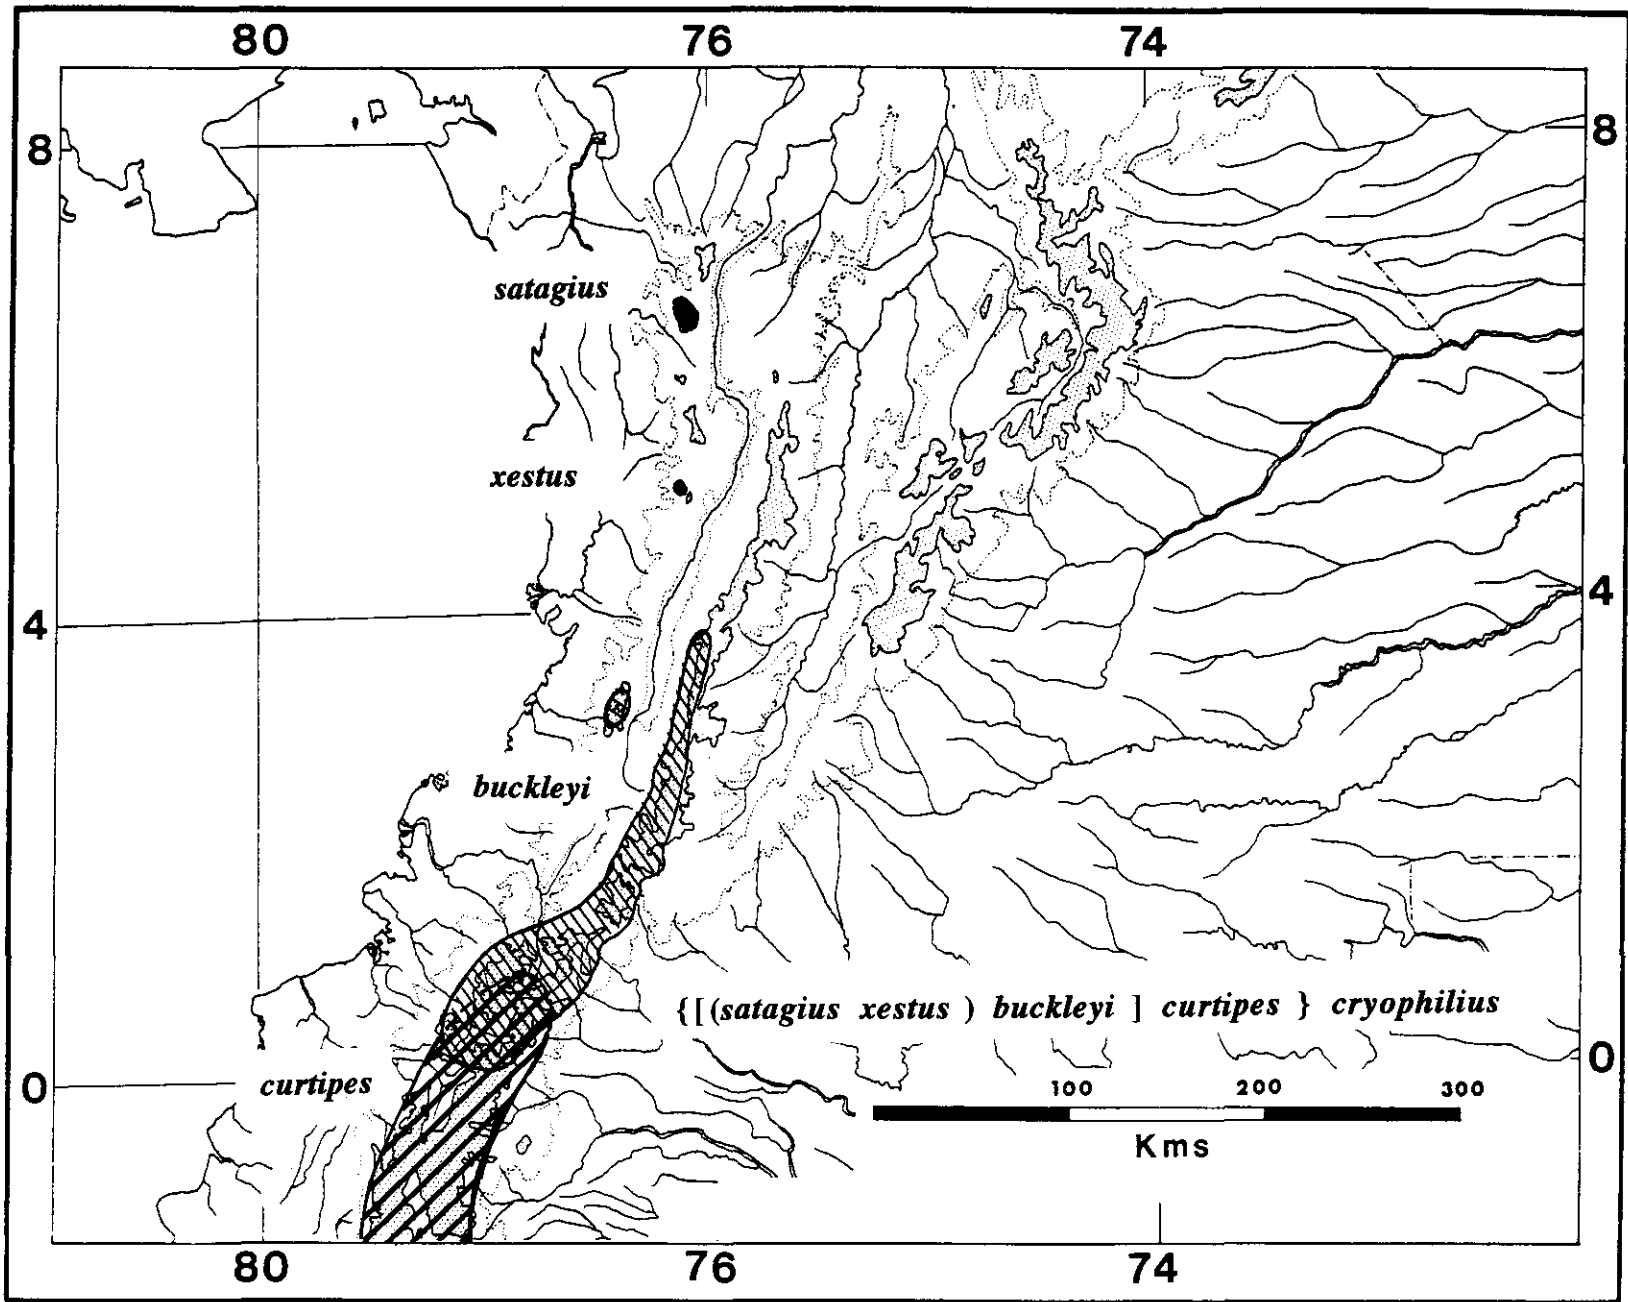 80 76 74
8 8
satagius
xestus
4 4
buckleyi
{[(satagius xestus ) buckleyi ] curtipes } cryophilius
0 0
curtipes
100 200 300
Kms
80 76 74